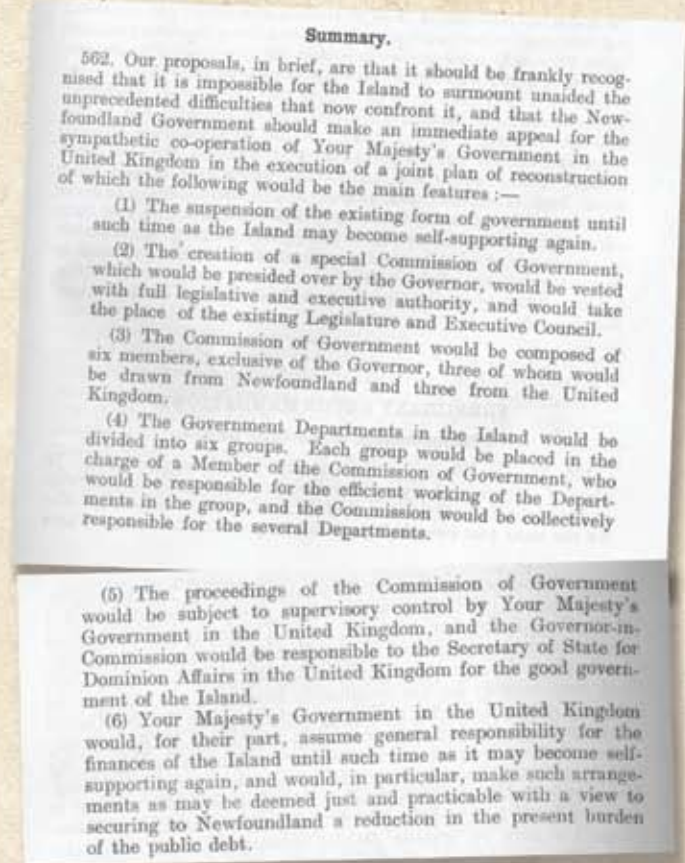 Summary.
562. Our proposals, in brief, are that it should be frankly recog-
nised that it is impossible for the Island to surmount unaided the
unprecedented difficulties that now confront it, and that the New-
foundland Government should make an immediate appeal for the
sympathetic co-operation of Your Majesty's Government in the
United Kingdom in the execution of a joint plan of reconstruction
of which the following would be the main features :—
(1) The suspension of the existing form of government until
such time as the Island may become self-supporting again.
(2) The creation of a special Commission of Government,
which would be presided over by the Governor, would be vested
with full legislative and executive authority, and would take
the place of the existing Legislature and Executive Council.
(3) The Commission of Government would be composed of
six members, exclusive of the Governor, three of whom would
be drawn from Newfoundland and three from the United
Kingdom.
(4) The Government Departments in the Island would be
divided into six groups. Each group would be placed in the
charge of a Member of the Commission of Government, who
would be responsible for the efficient working of the Depart-
ments in the group, and the Commission would be collectively
responsible for the several Departments.
(5) The proceedings of the Commission of Government
would be subject to supervisory control by Your Majesty's
Government in the United Kingdom, and the Governor-in-
Commission would be responsible to the Secretary of State for
Dominion Affairs in the United Kingdom for the good govern-
ment of the Island.
(6) Your Majesty's Government in the United Kingdom
would, for their part, assume general responsibility for the
finances of the Island until such time as it may become self-
supporting again, and would, in particular, make such arrange-
ments as may be deemed just and practicable with a view to
securing to Newfoundland a reduction in the present burden
of the public debt.